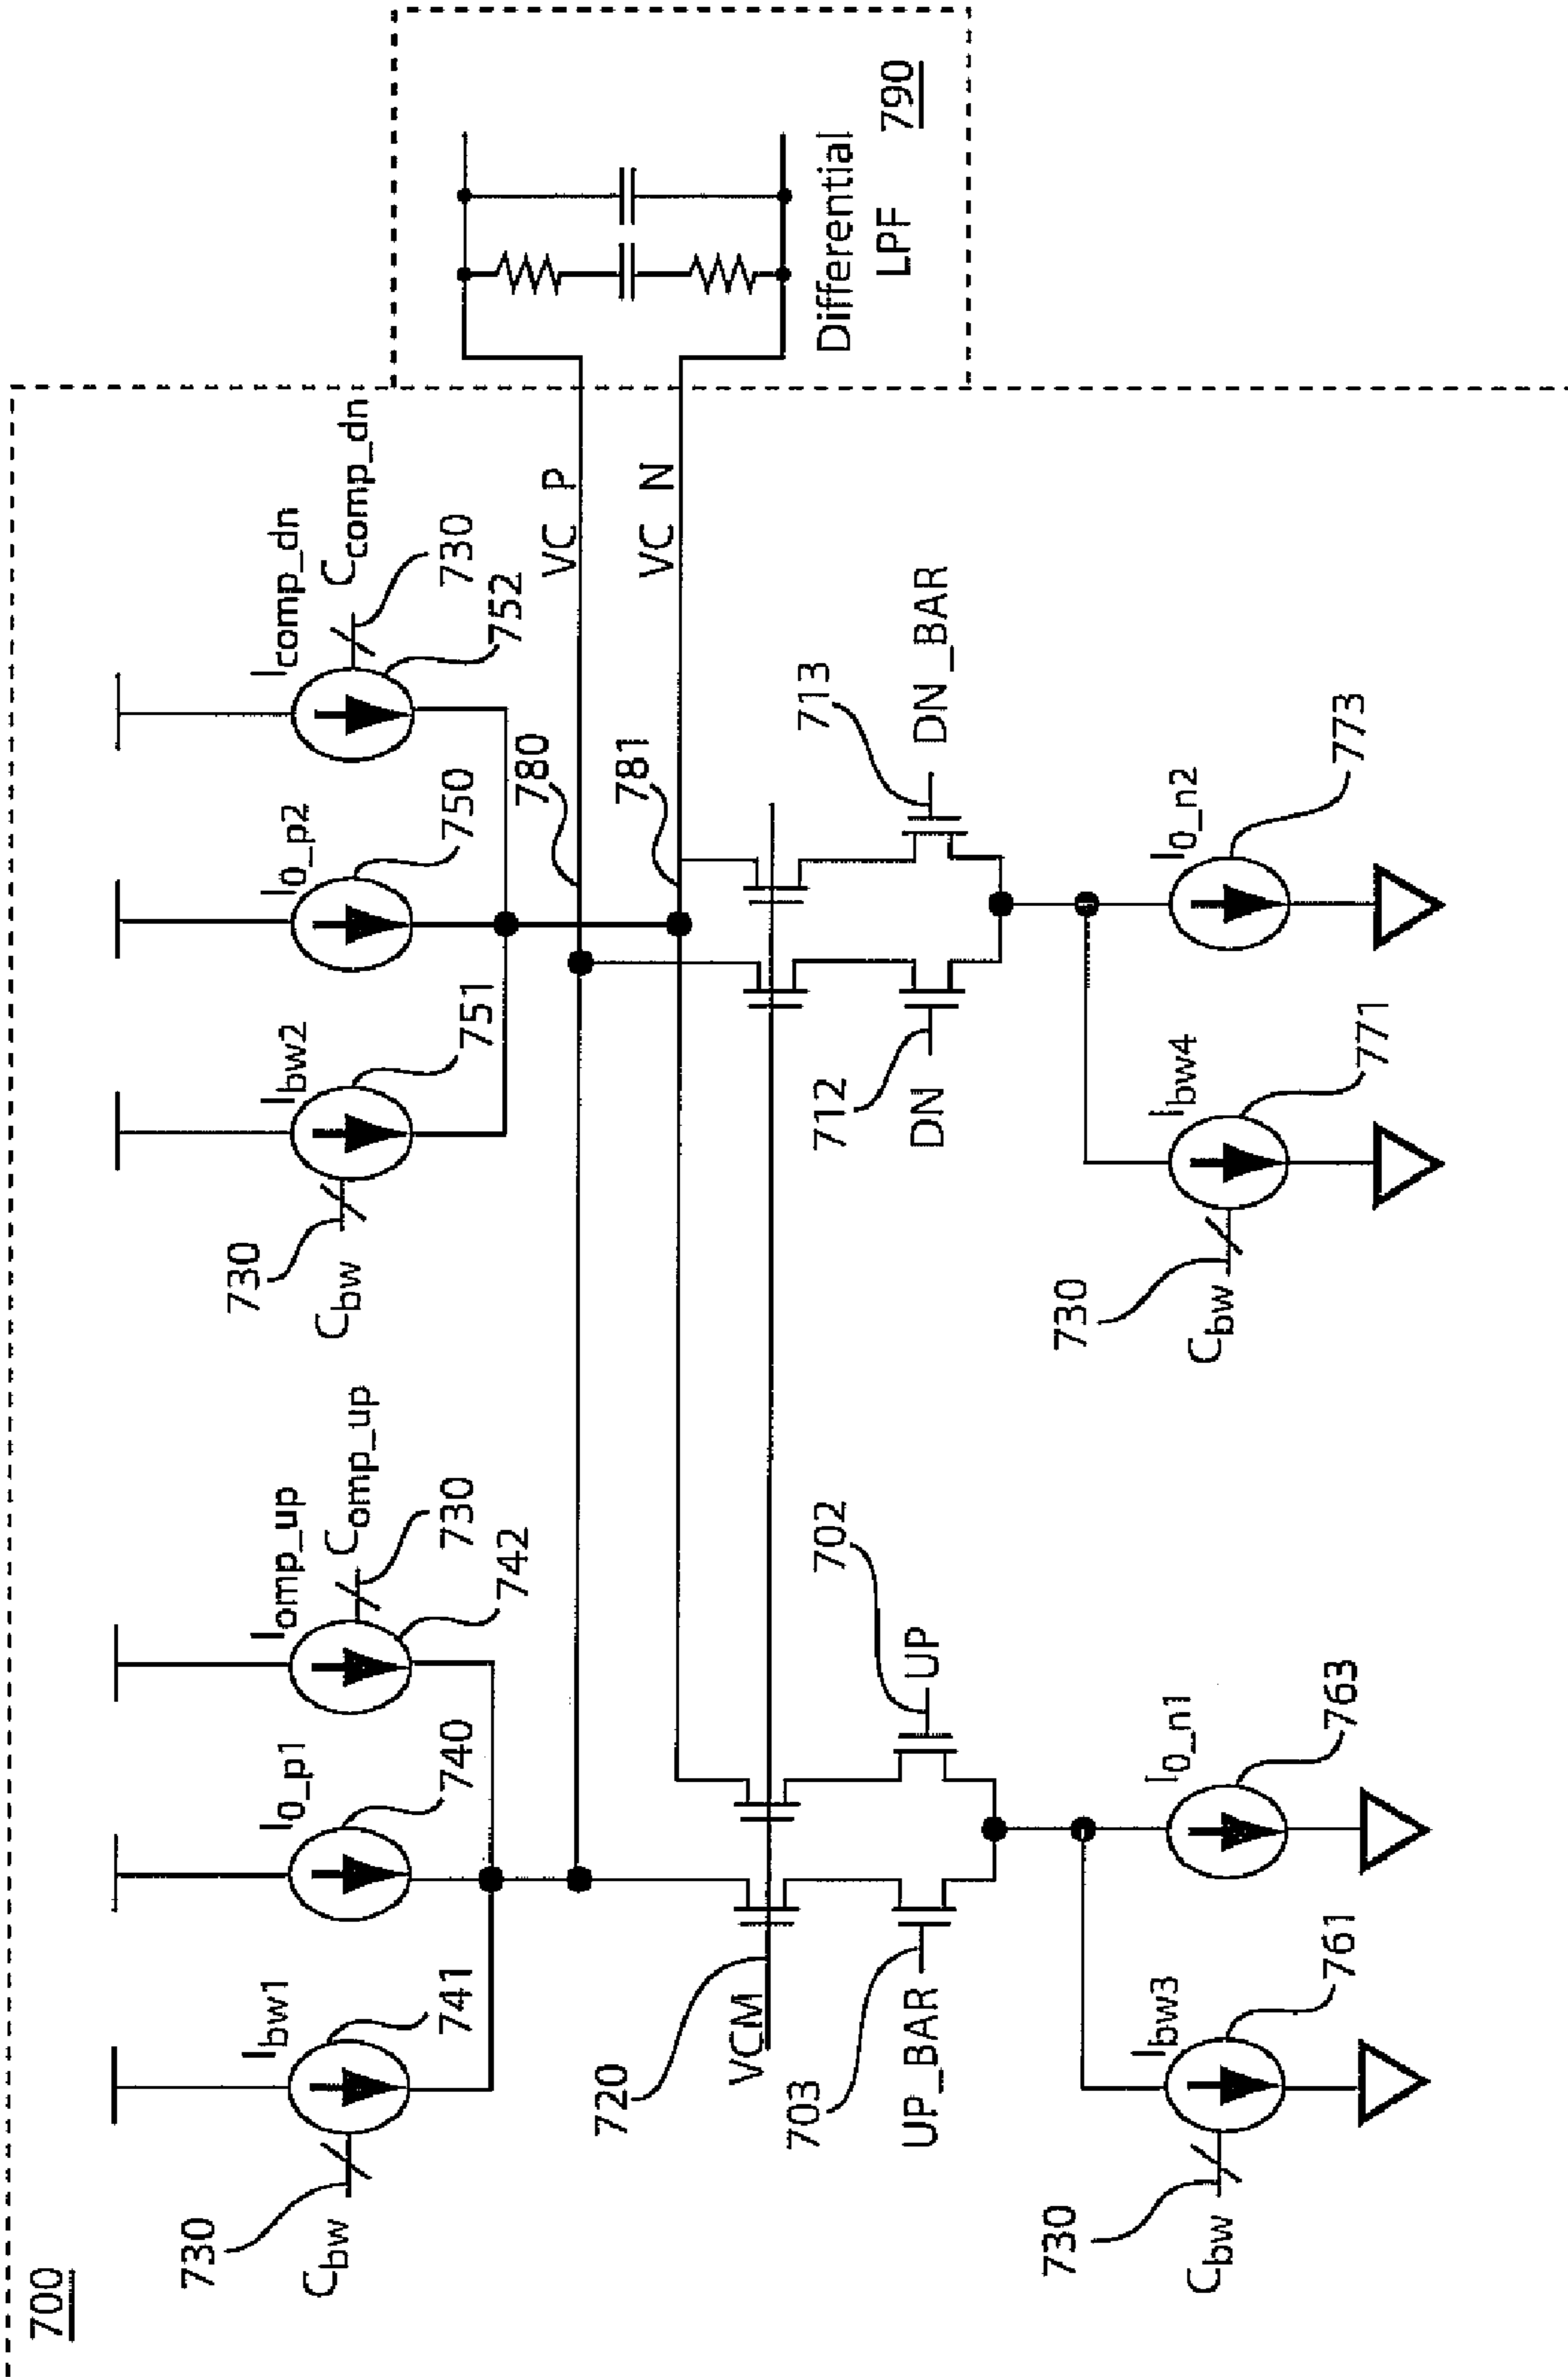 700
I0_p1
Ibw1
Iomp_up
Comp_up
730
742
740
741
730
Cbw
Ibw2
I0_p2
Icomp_dn
Ccomp_dn
730
752
750
751
730
Cbw
780
VC P
781
VC N
Differential
LPF 790
720
VCM
703
UP_BAR
702
UP
712
DN
713
DN_BAR
Ibw3
I0_n1
763
761
730
Cbw
Ibw4
I0_n2
773
771
730
Cbw